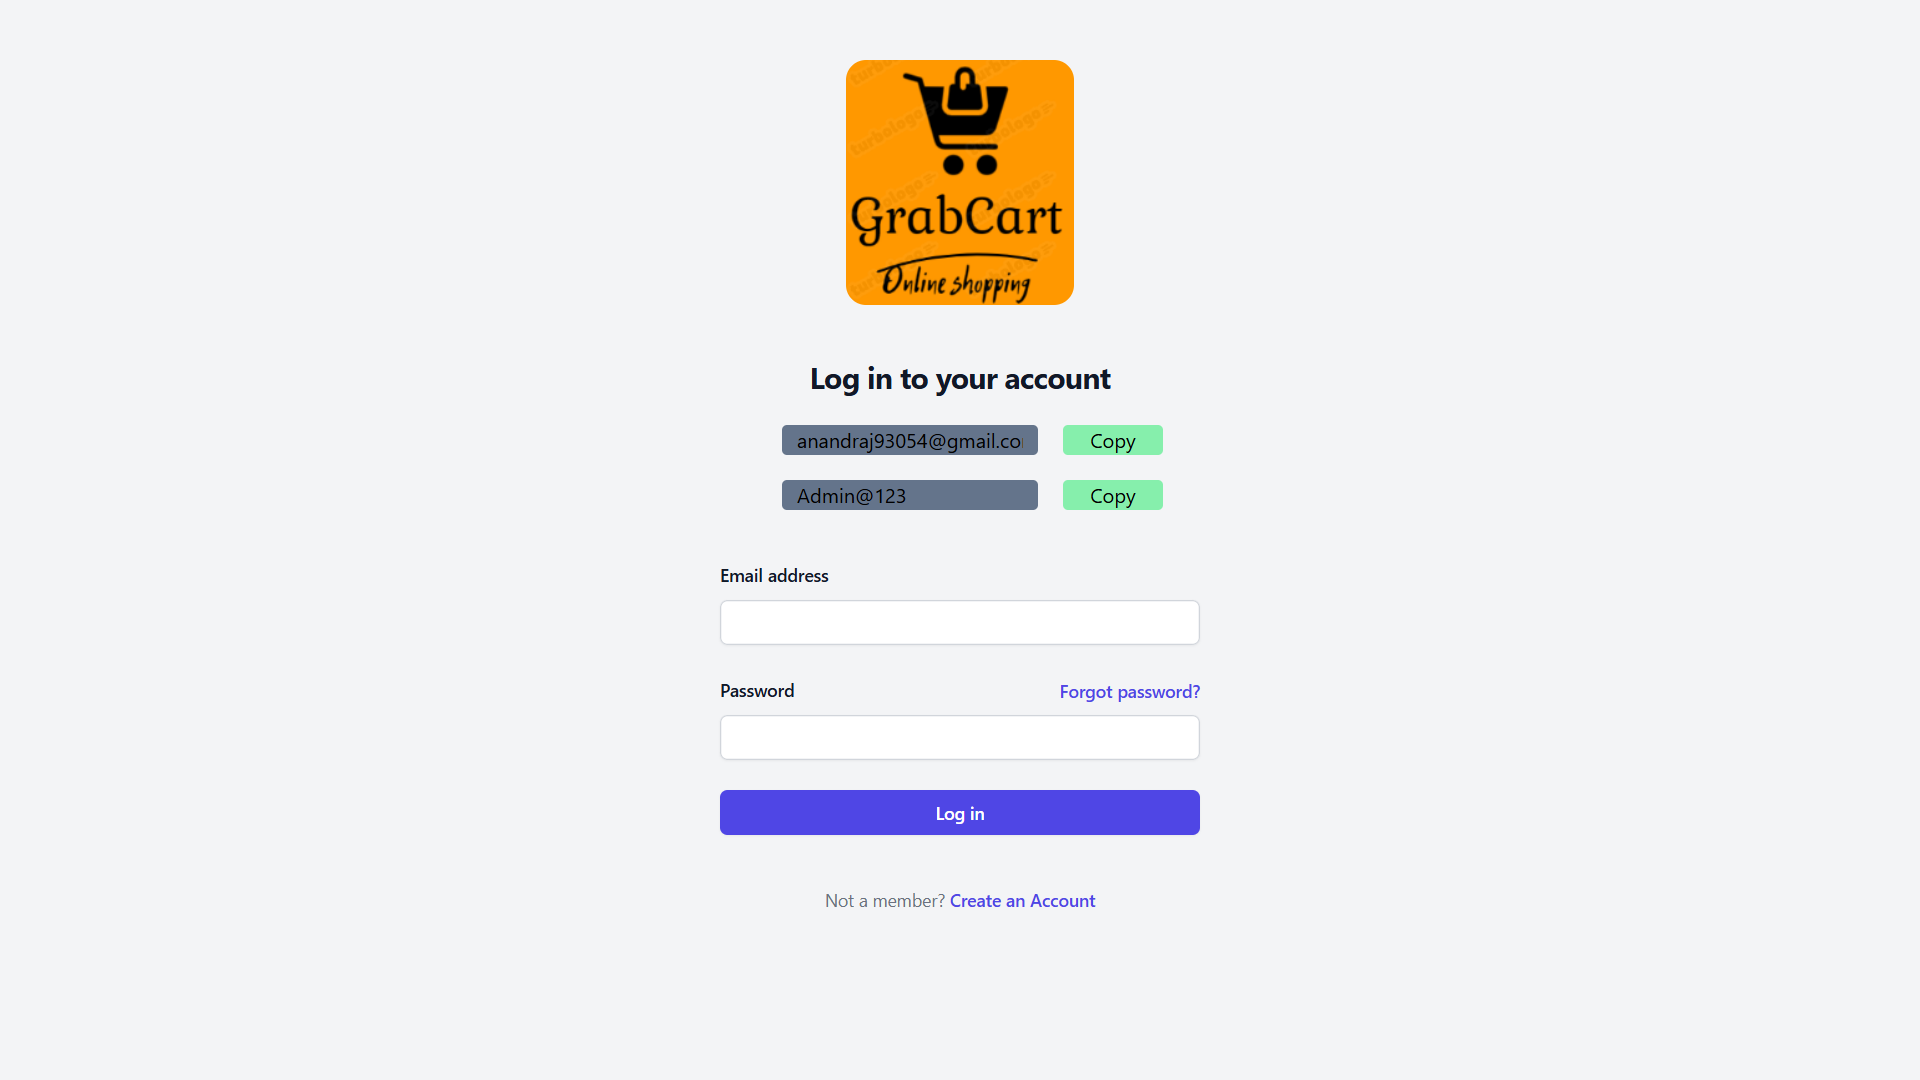 GrabCart
Online shopping
Log in to your account
anandraj93054@gmail.co
Copy
Admin@123
Copy
Email address
Password
Forgot password?
Log in
Not a member? Create an Account